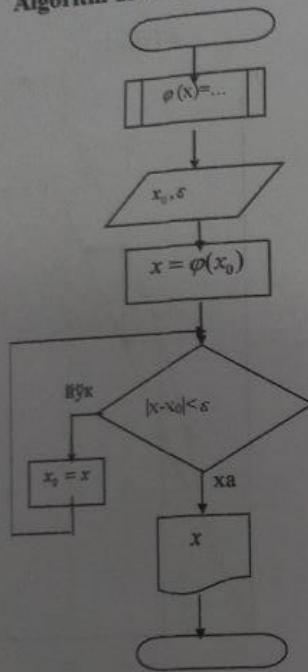 φ(x)=...
x₀,ε
x = φ(x₀)
йўқ
|x-x₀|<ε
x₀ = x
ха
x